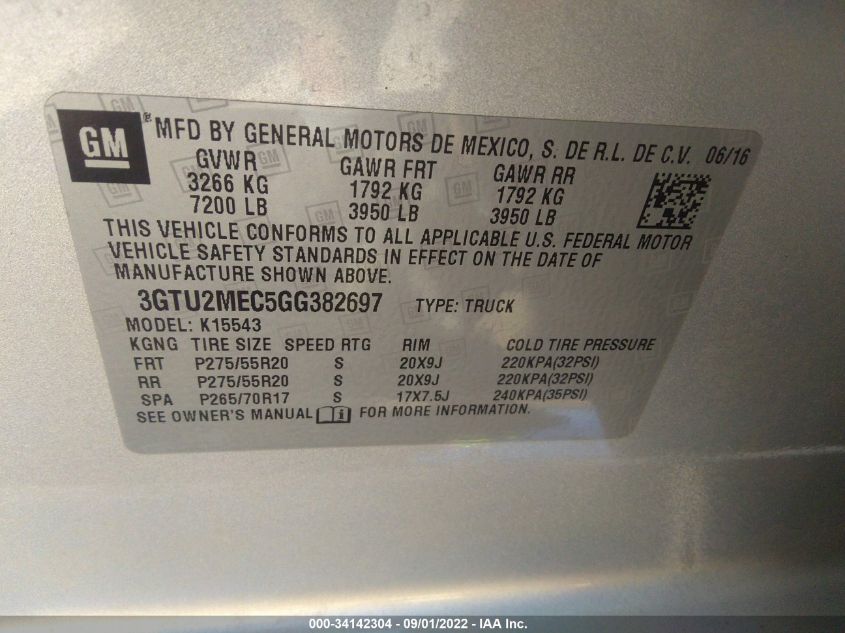 GM
® MFD BY GENERAL MOTORS DE MEXICO, S. DE R.L. DE C.V. 06/16
GVWR GAWR FRT GAWR RR
3266 KG 1792 KG 1792 KG
7200 LB 3950 LB 3950 LB
THIS VEHICLE CONFORMS TO ALL APPLICABLE U.S. FEDERAL MOTOR
VEHICLE SAFETY STANDARDS IN EFFECT ON THE DATE OF
MANUFACTURE SHOWN ABOVE.
3GTU2MEC5GG382697 TYPE: TRUCK
MODEL: K15543
KGNG TIRE SIZE SPEED RTG RIM COLD TIRE PRESSURE
FRT P275/55R20 S 20X9J 220KPA(32PSI)
RR P275/55R20 S 20X9J 220KPA(32PSI)
SPA P265/70R17 S 17X7.5J 240KPA(35PSI)
SEE OWNER'S MANUAL FOR MORE INFORMATION.
000-34142304 - 09/01/2022 - IAA Inc.